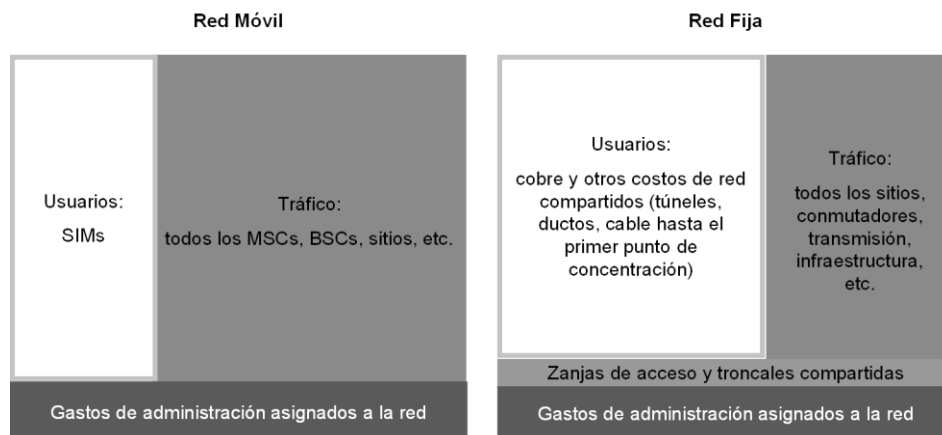 Red Móvil
Usuarios:
SIMs
Tráfico:
todos los MSCs, BSCs, sitios, etc.
Gastos de administración asignados a la red
Red Fija
Usuarios:
cobre y otros costos de red
compartidos (túneles,
ductos, cable hasta el
primer punto de
concentración)
Tráfico:
todos los sitios,
conmutadores,
transmisión,
infraestructura,
etc.
Zanjas de acceso y troncales compartidas
Gastos de administración asignados a la red